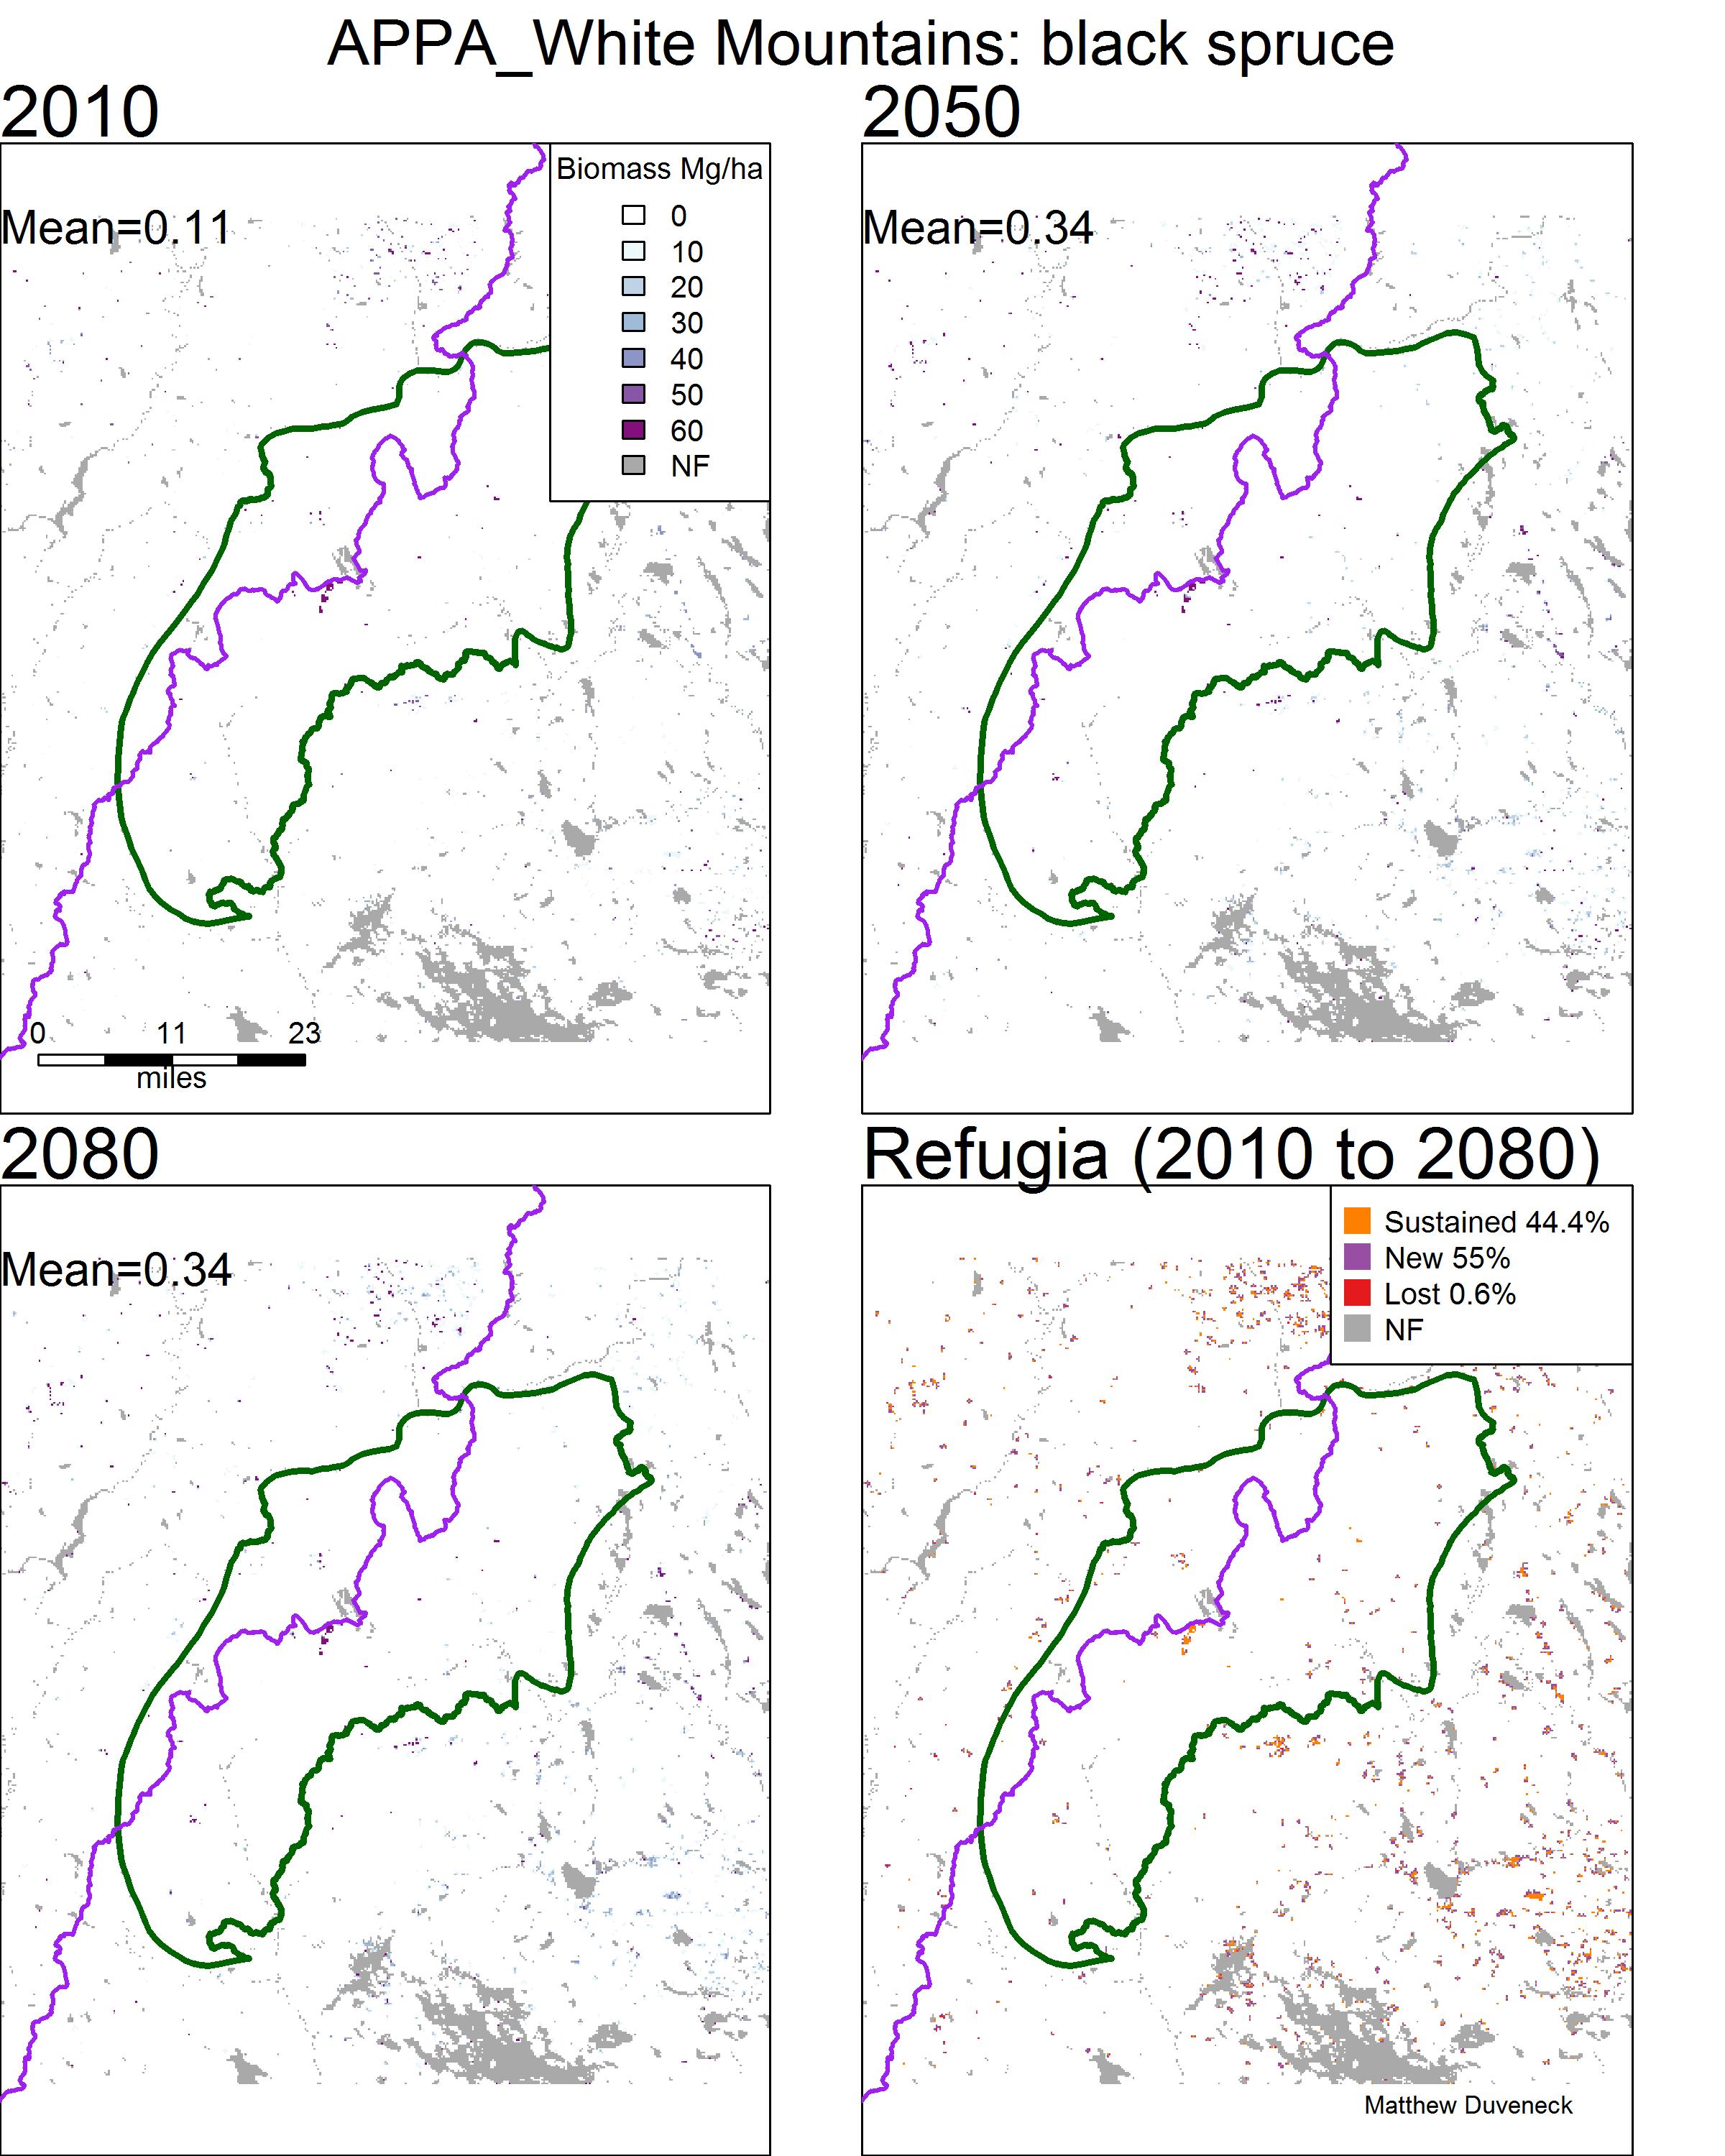 APPA_White Mountains: black spruce
2010
Mean=0.11
Biomass Mg/ha
0
10
20
30
40
50
60
NF
0 11 23
miles
2050
Mean=0.34
2080
Mean=0.34
Refugia (2010 to 2080)
Sustained 44.4%
New 55%
Lost 0.6%
NF
Matthew Duveneck